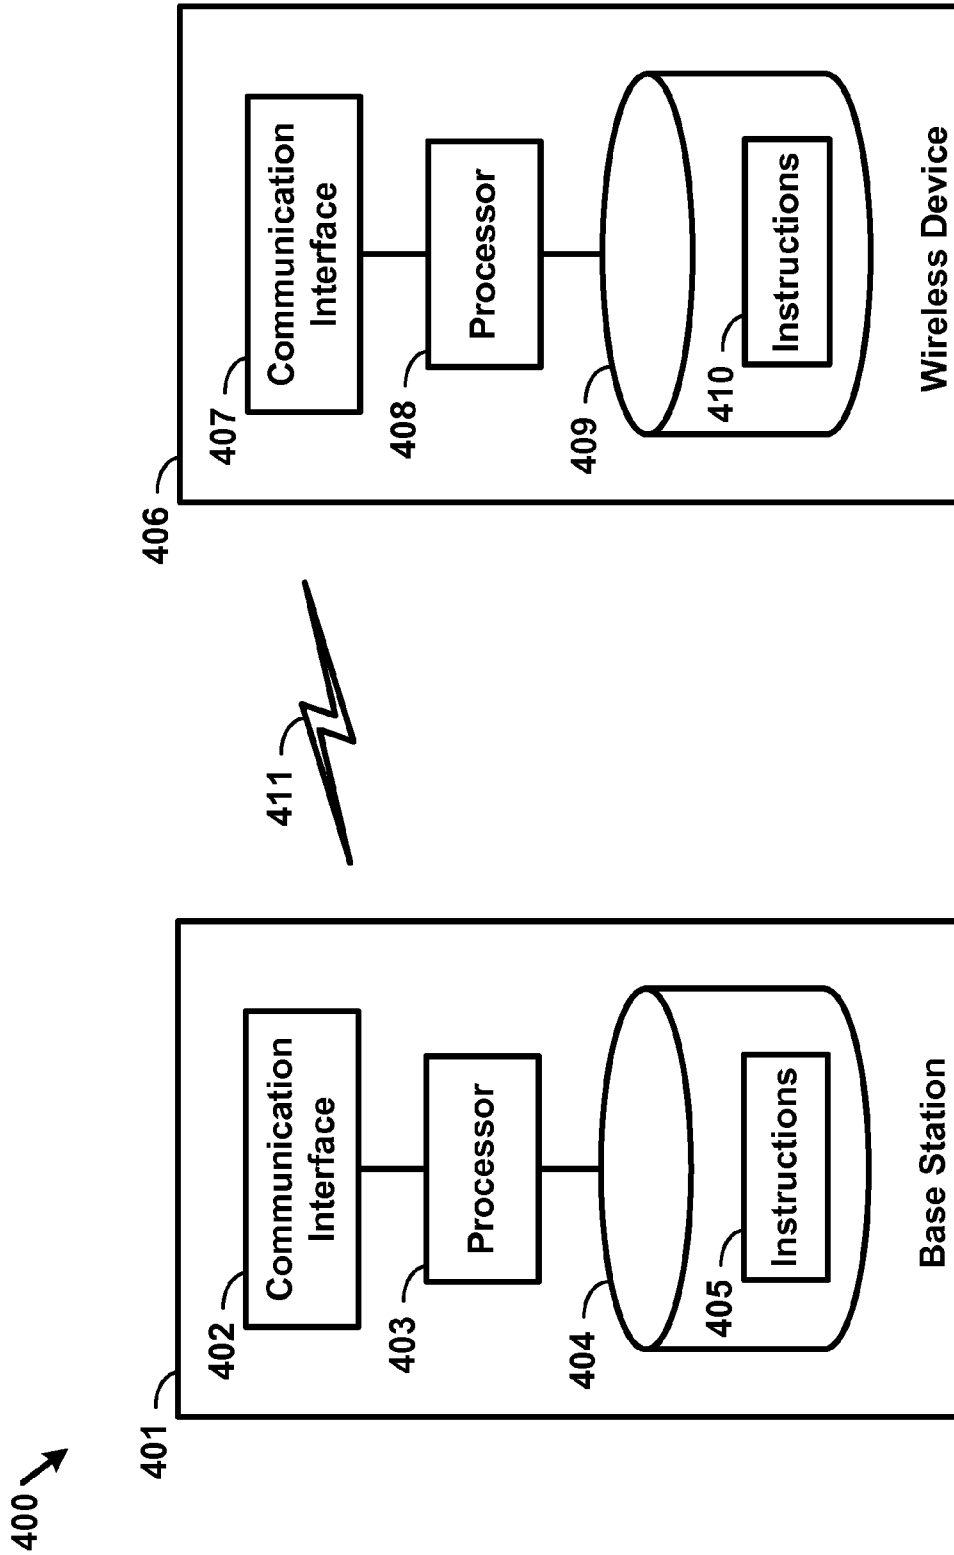 400
401
402
Communication
Interface
403
Processor
404
405
Instructions
Base Station
411
406
407
Communication
Interface
408
Processor
409
410
Instructions
Wireless Device